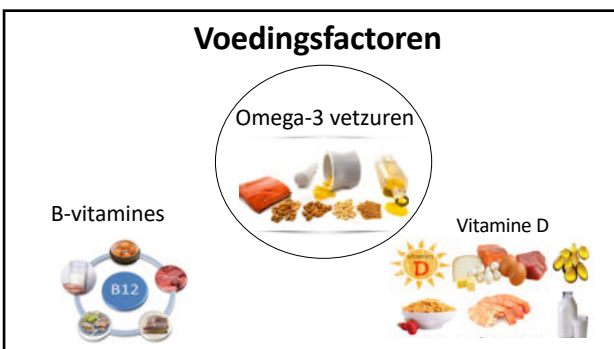 Voedingsfactoren
Omega-3 vetzuren
B-vitamines
B12
Vitamine D
D